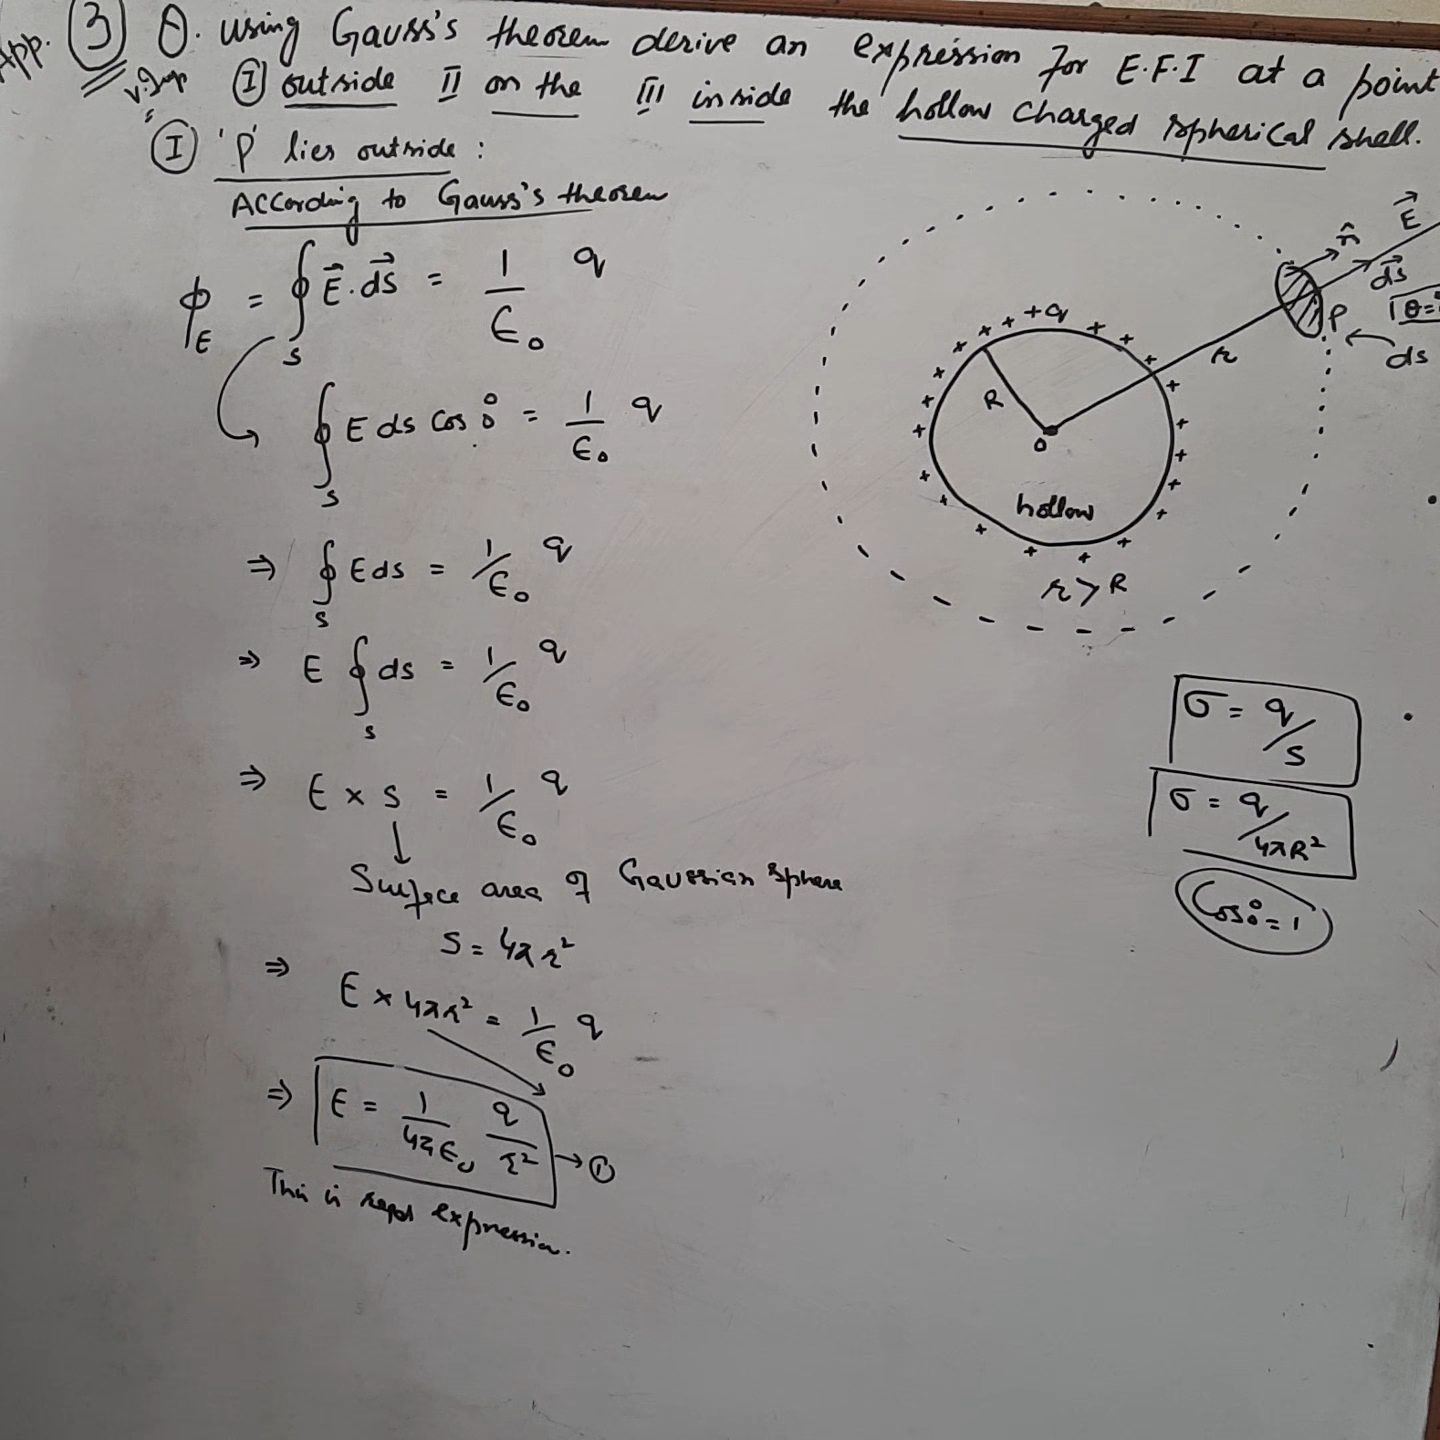 App. ③ Q. using Gauss's theorem derive an expression for E.F.I at a point
v.Imp Ⓘ outside II on the III inside the hollow charged spherical shell.
Ⓘ 'P' lies outside :
According to Gauss's theorem
ϕ_E = ∮_S E⃗.ds⃗ = 1/ϵ₀ q
∮_S E ds cos 0° = 1/ϵ₀ q
⇒ ∮_S E ds = 1/ϵ₀ q
⇒ E ∮_S ds = 1/ϵ₀ q
⇒ E × S = 1/ϵ₀ q
↓
Surface area of Gaussian sphere
S = 4πr²
⇒ E × 4πr² = 1/ϵ₀ q
⇒ E = 1/4πϵ₀ q/r² → ①
This is reqd expression.
E⃗
n̂
ds⃗
θ=
P
ds
r
+q
R
O
hollow
r > R
σ = q/S
σ = q/4πR²
Cos 0° = 1